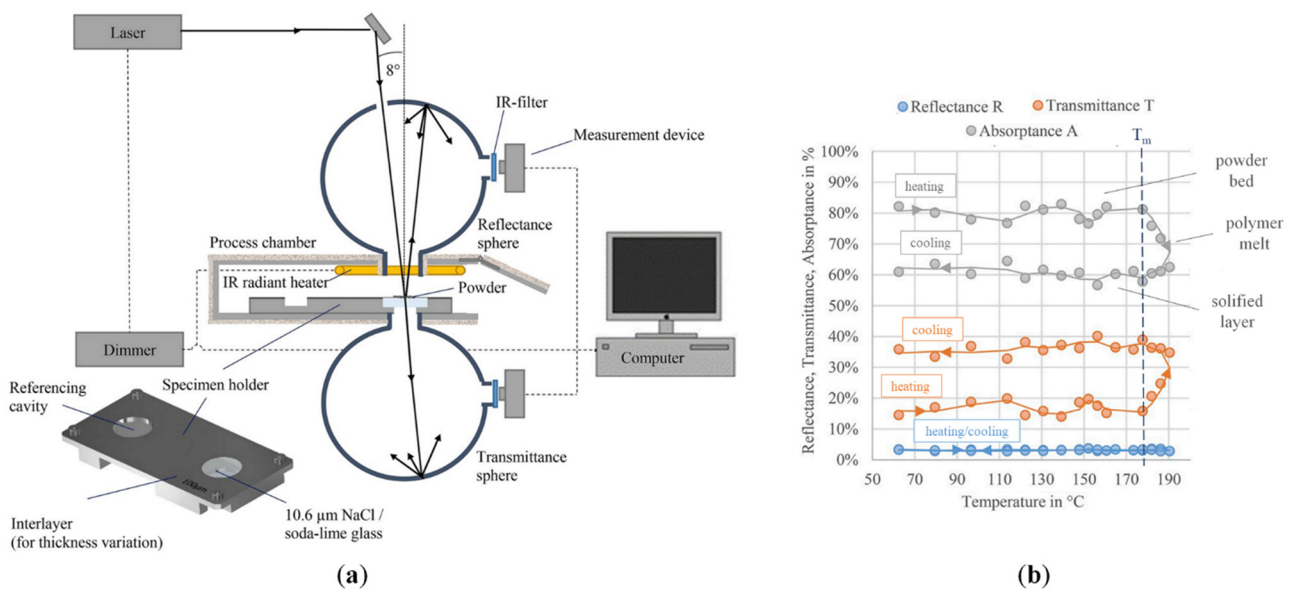 Laser
8°
IR-filter
Measurement device
Process chamber
Reflectance
sphere
IR radiant heater
Powder
Dimmer
Computer
Specimen holder
Referencing
cavity
Transmittance
sphere
100μm
Interlayer
(for thickness variation)
10.6 μm NaCl /
soda-lime glass
(a)
Reflectance R
Transmittance T
Absorptance A
Tm
Reflectance, Transmittance, Absorptance in %
100%
90%
80%
70%
60%
50%
40%
30%
20%
10%
0%
heating
cooling
cooling
heating
heating/cooling
powder
bed
polymer
melt
solified
layer
50
70
90
110
130
150
170
190
Temperature in °C
(b)